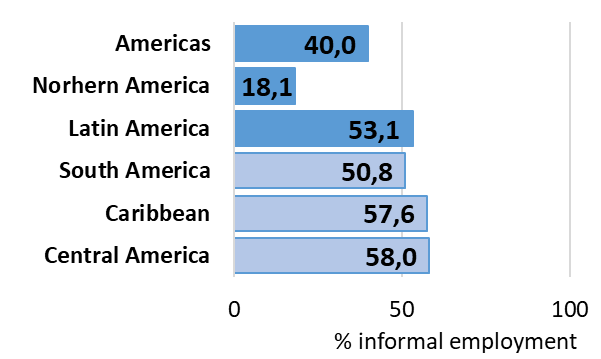 Americas 40,0
Norhern America 18,1
Latin America 53,1
South America 50,8
Caribbean 57,6
Central America 58,0
0 50 100
% informal employment